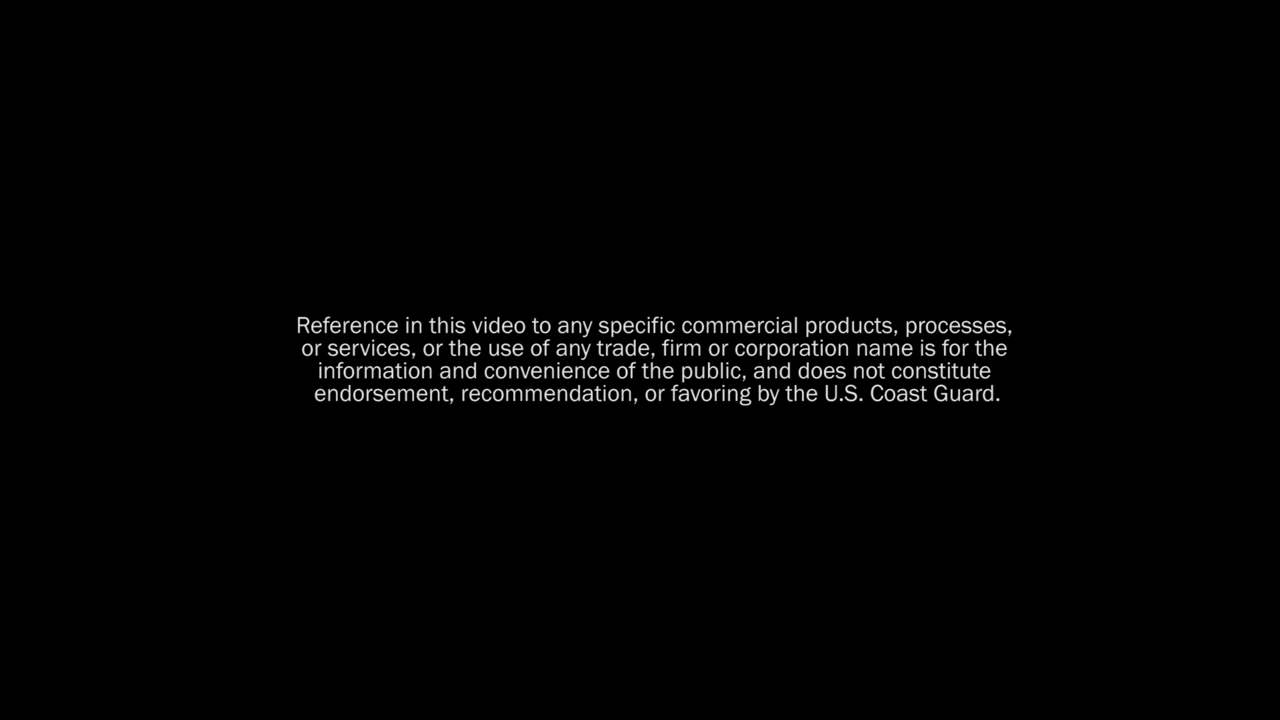 Reference in this video to any specific commercial products, processes,
or services, or the use of any trade, firm or corporation name is for the
information and convenience of the public, and does not constitute
endorsement, recommendation, or favoring by the U.S. Coast Guard.